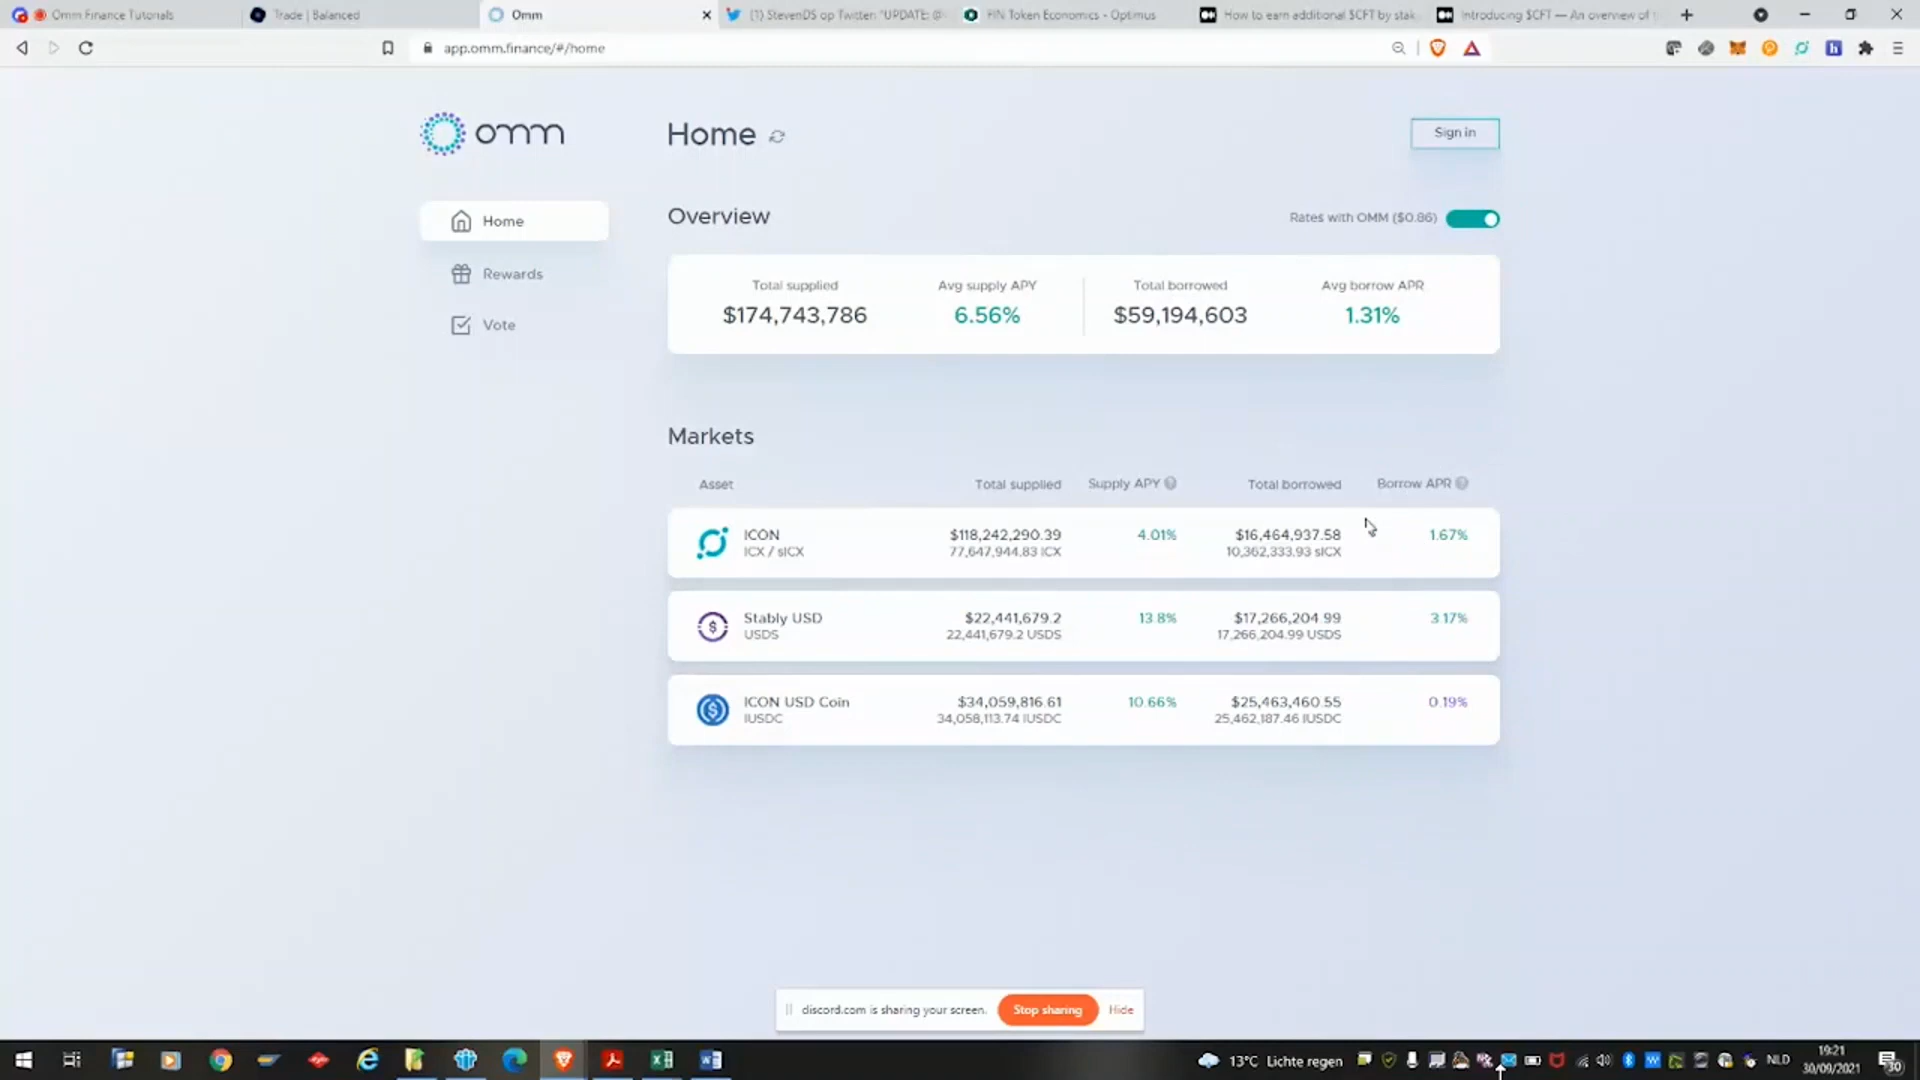 Omm Finance Tutorials
Trade | Balanced
Omm
(1) StevenDS op Twitter: "UPDATE: @
FIN Token Economics - Optimus
How to earn additional $CFT by stak
Introducing $CFT — An overview of t
app.omm.finance/#/home
omm
Home
Sign in
Home
Rewards
Vote
Overview
Rates with OMM ($0.86)
Total supplied
Avg supply APY
Total borrowed
Avg borrow APR
$174,743,786
6.56%
$59,194,603
1.31%
Markets
Asset
Total supplied
Supply APY
Total borrowed
Borrow APR
ICON
$118,242,290.39
4.01%
$16,464,937.58
1.67%
ICX / sICX
77,647,944.83 ICX
10,362,333.93 sICX
Stably USD
$22,441,679.2
13.8%
$17,266,204.99
3.17%
USDS
22,441,679.2 USDS
17,266,204.99 USDS
ICON USD Coin
$34,059,816.61
10.66%
$25,463,460.55
0.19%
IUSDC
34,058,113.74 IUSDC
25,462,187.46 IUSDC
discord.com is sharing your screen.
Stop sharing
Hide
13°C Lichte regen
NLD
19:21
30/09/2021
30